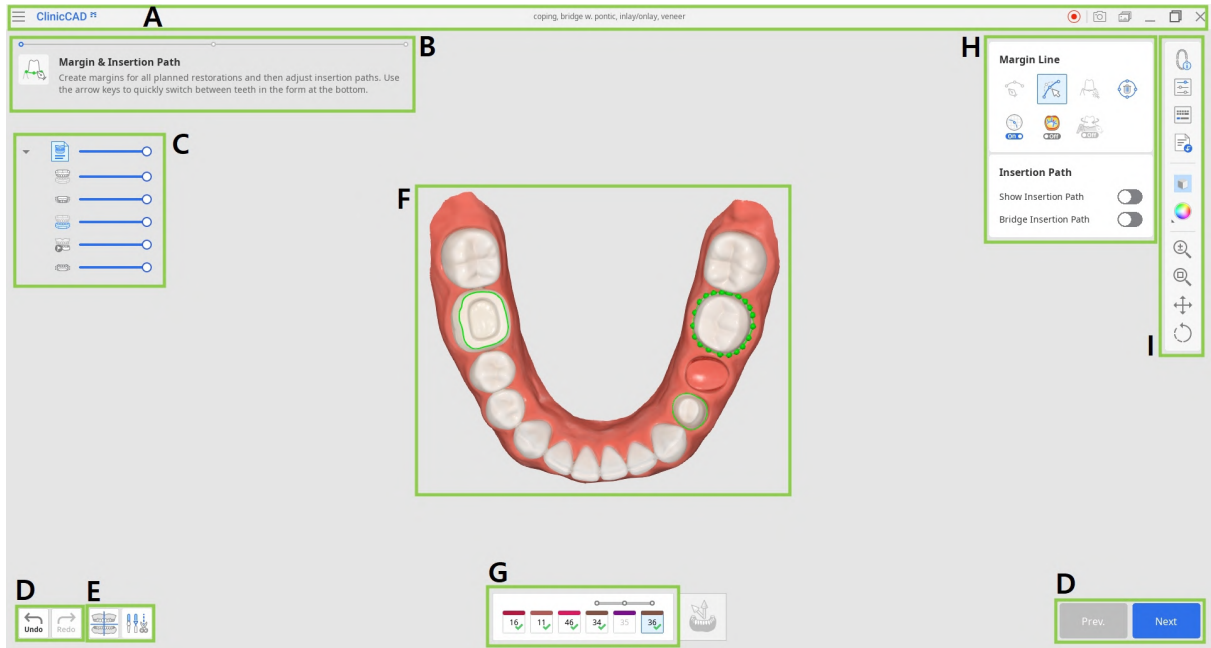 A
ClinicCAD
coping, bridge w. pontic, inlay/onlay, veneer
B
Margin & Insertion Path
Create margins for all planned restorations and then adjust insertion paths. Use
the arrow keys to quickly switch between teeth in the form at the bottom.
H
Margin Line
ON
OFF
Insertion Path
Show Insertion Path
Bridge Insertion Path
C
F
I
D
Undo
Redo
E
G
16
11
46
34
35
36
D
Prev.
Next